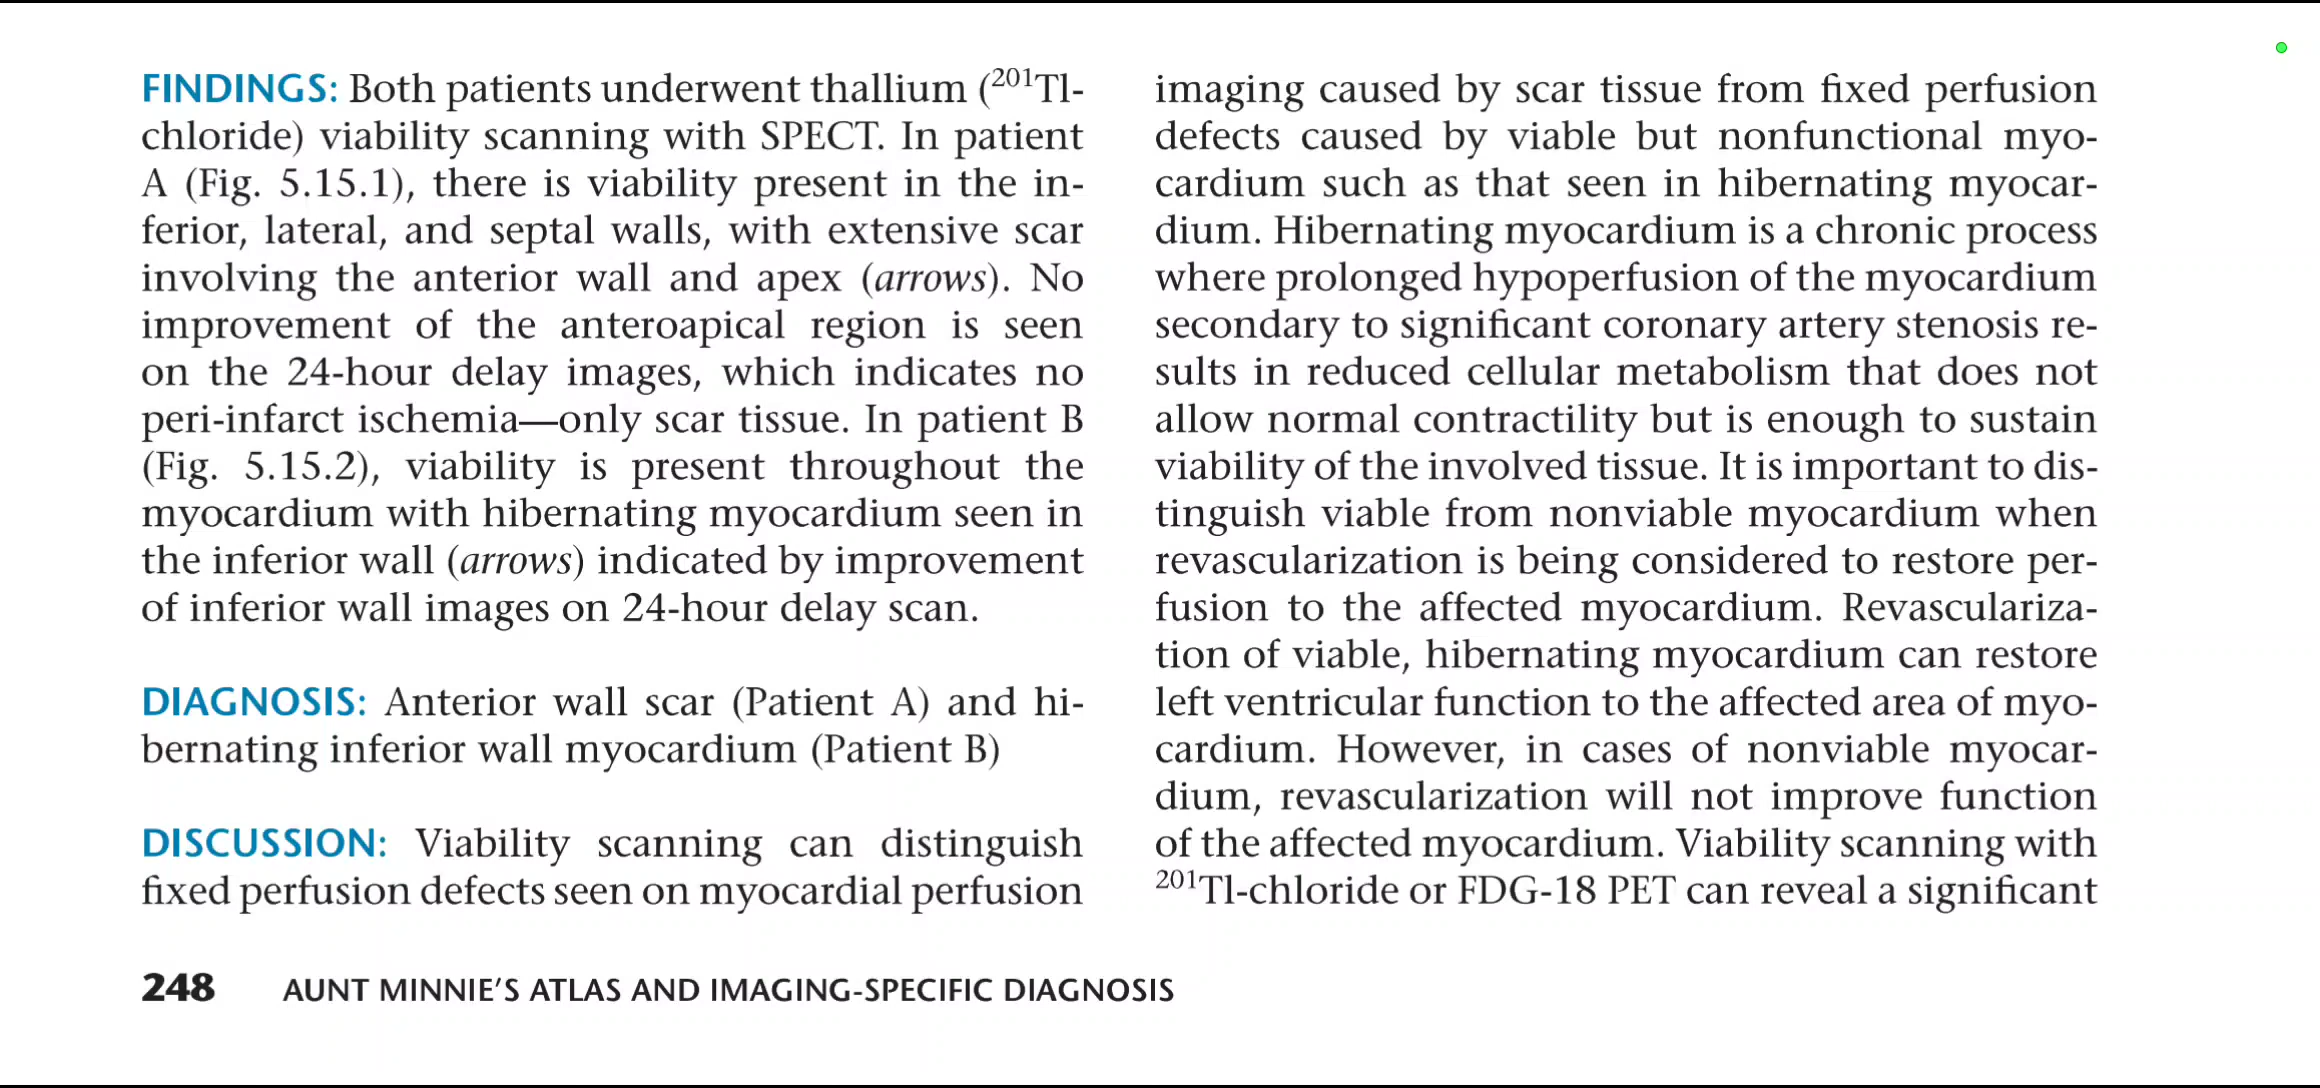 FINDINGS: Both patients underwent thallium (²⁰¹Tl-
chloride) viability scanning with SPECT. In patient
A (Fig. 5.15.1), there is viability present in the in-
ferior, lateral, and septal walls, with extensive scar
involving the anterior wall and apex (arrows). No
improvement of the anteroapical region is seen
on the 24-hour delay images, which indicates no
peri-infarct ischemia—only scar tissue. In patient B
(Fig. 5.15.2), viability is present throughout the
myocardium with hibernating myocardium seen in
the inferior wall (arrows) indicated by improvement
of inferior wall images on 24-hour delay scan.
DIAGNOSIS: Anterior wall scar (Patient A) and hi-
bernating inferior wall myocardium (Patient B)
DISCUSSION: Viability scanning can distinguish
fixed perfusion defects seen on myocardial perfusion
imaging caused by scar tissue from fixed perfusion
defects caused by viable but nonfunctional myo-
cardium such as that seen in hibernating myocar-
dium. Hibernating myocardium is a chronic process
where prolonged hypoperfusion of the myocardium
secondary to significant coronary artery stenosis re-
sults in reduced cellular metabolism that does not
allow normal contractility but is enough to sustain
viability of the involved tissue. It is important to dis-
tinguish viable from nonviable myocardium when
revascularization is being considered to restore per-
fusion to the affected myocardium. Revasculariza-
tion of viable, hibernating myocardium can restore
left ventricular function to the affected area of myo-
cardium. However, in cases of nonviable myocar-
dium, revascularization will not improve function
of the affected myocardium. Viability scanning with
²⁰¹Tl-chloride or FDG-18 PET can reveal a significant
248 AUNT MINNIE'S ATLAS AND IMAGING-SPECIFIC DIAGNOSIS